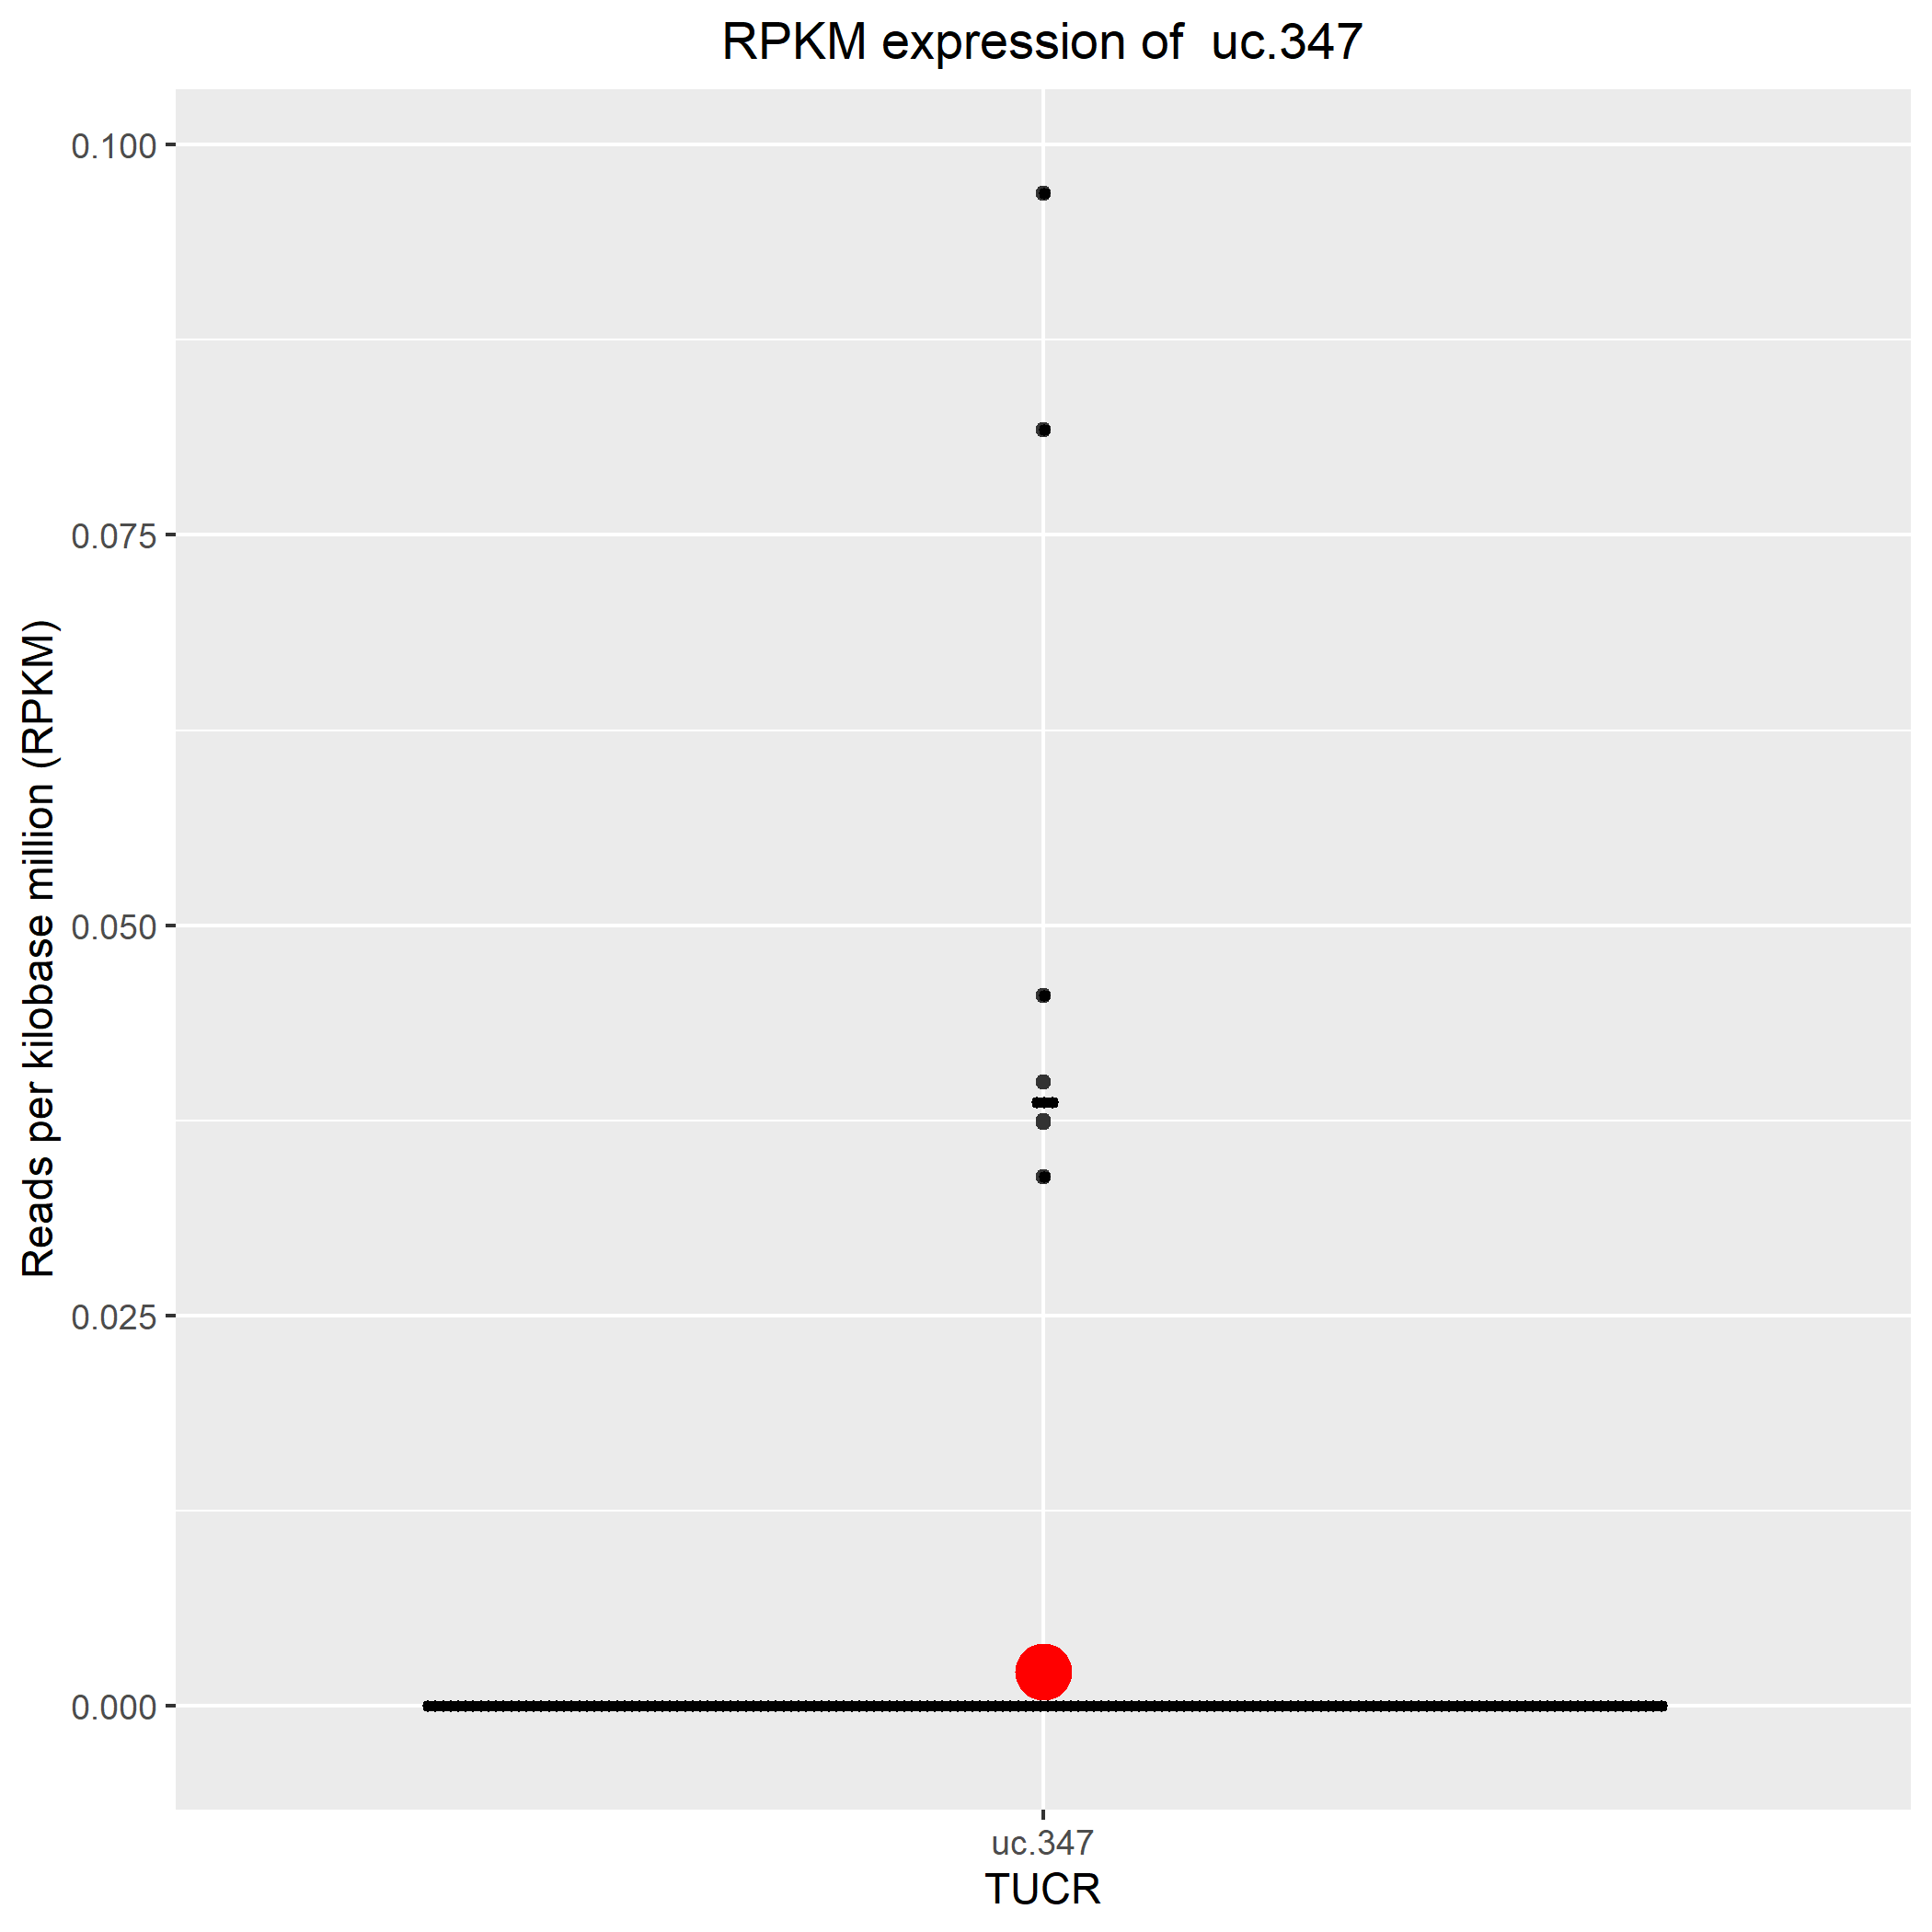 RPKM expression of  uc.347
Reads per kilobase million (RPKM)
0.100
0.075
0.050
0.025
0.000
uc.347
TUCR